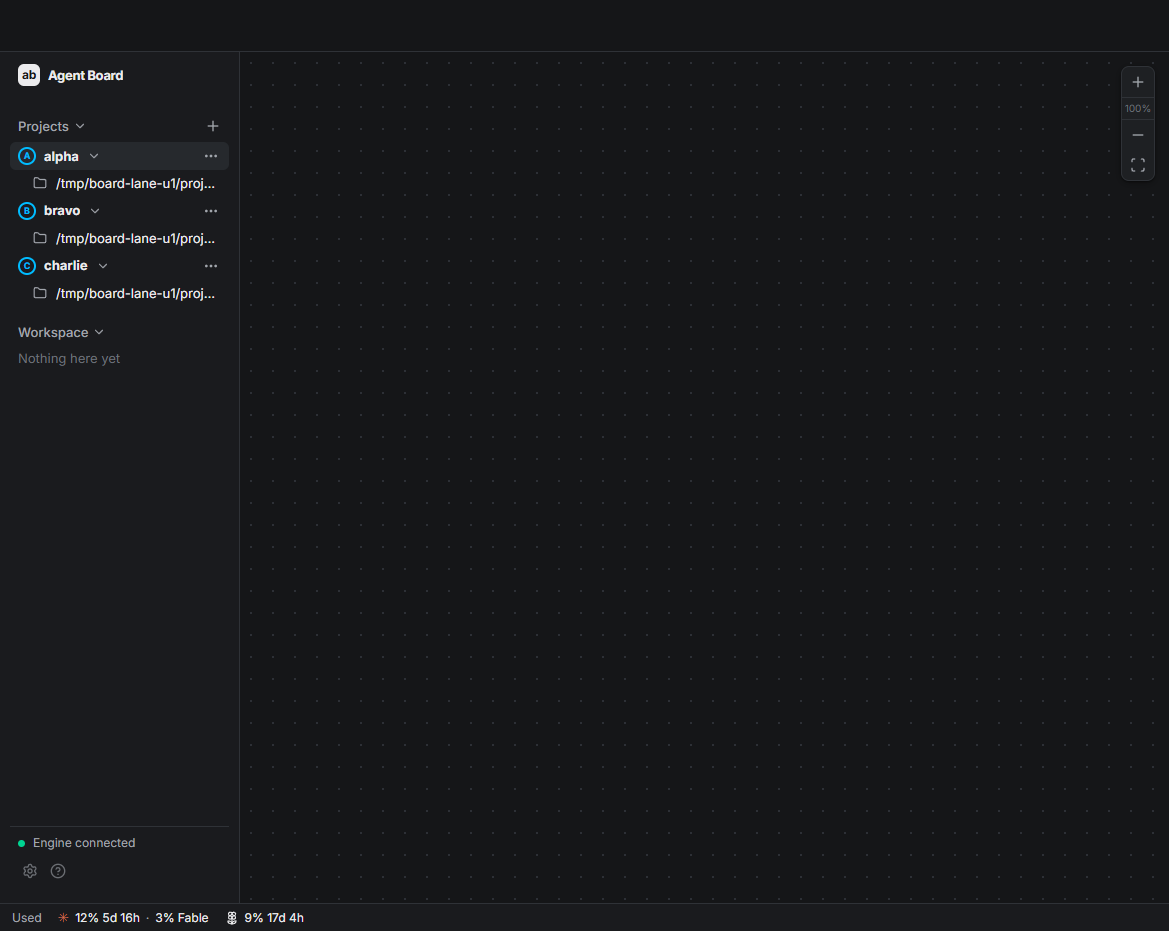 ab Agent Board
Projects
A alpha
/tmp/board-lane-u1/proj...
B bravo
/tmp/board-lane-u1/proj...
C charlie
/tmp/board-lane-u1/proj...
Workspace
Nothing here yet
100%
Engine connected
Used 12% 5d 16h · 3% Fable 9% 17d 4h